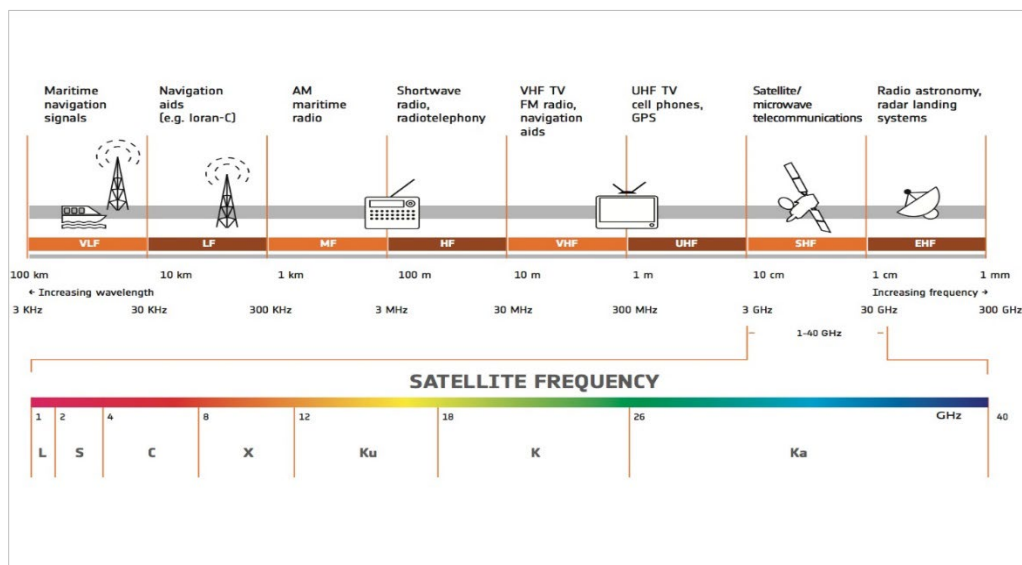 Maritime
navigation
signals
Navigation
aids
(e.g. loran-C)
AM
maritime
radio
Shortwave
radio,
radiotelephony
VHF TV
FM radio,
navigation
aids
UHF TV
cell phones,
GPS
Satellite/
microwave
telecommunications
Radio astronomy,
radar landing
systems
VLF LF MF HF VHF UHF SHF EHF
100 km 10 km 1 km 100 m 10 m 1 m 10 cm 1 cm 1 mm
← Increasing wavelength Increasing frequency →
3 KHz 30 KHz 300 KHz 3 MHz 30 MHz 300 MHz 3 GHz 30 GHz 300 GHz
1-40 GHz
SATELLITE FREQUENCY
1 2 4 8 12 18 26 GHz 40
L S C X Ku K Ka